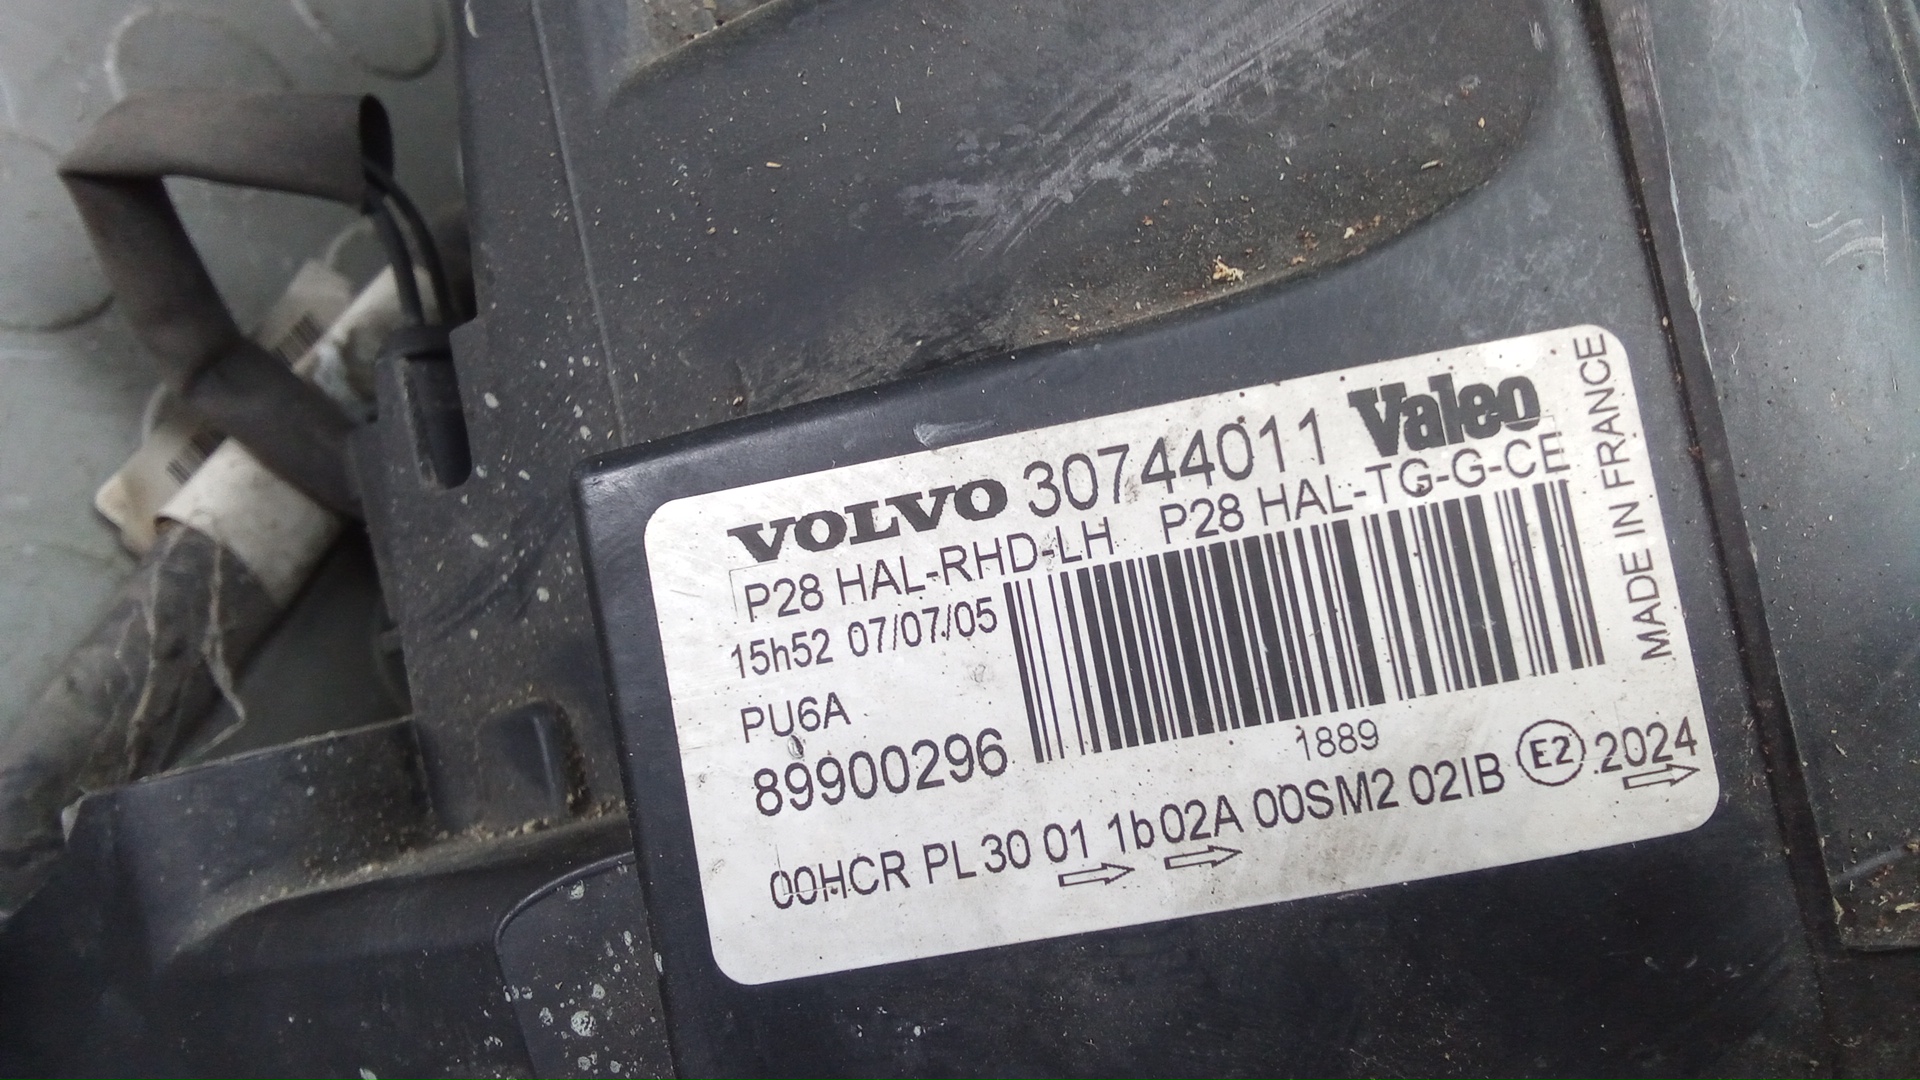 VOLVO 30744011 Valeo
P28 HAL-RHD-LH P28 HAL-TG-G-CE
15h52 07/07/05
PU6A
89900296
1889
00HCR PL 30 01 1b 02A 00SM2 02IB E2 2024
MADE IN FRANCE